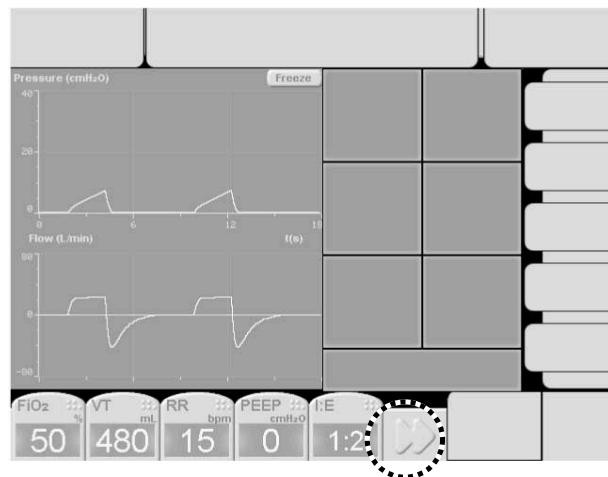 Pressure (cmH₂O) Freeze
40
20
0
0 6 12 18
Flow (L/min) t(s)
80
0
-80
FiO₂ VT RR PEEP I:E
% mL bpm cmH₂O
50 480 15 0 1:2